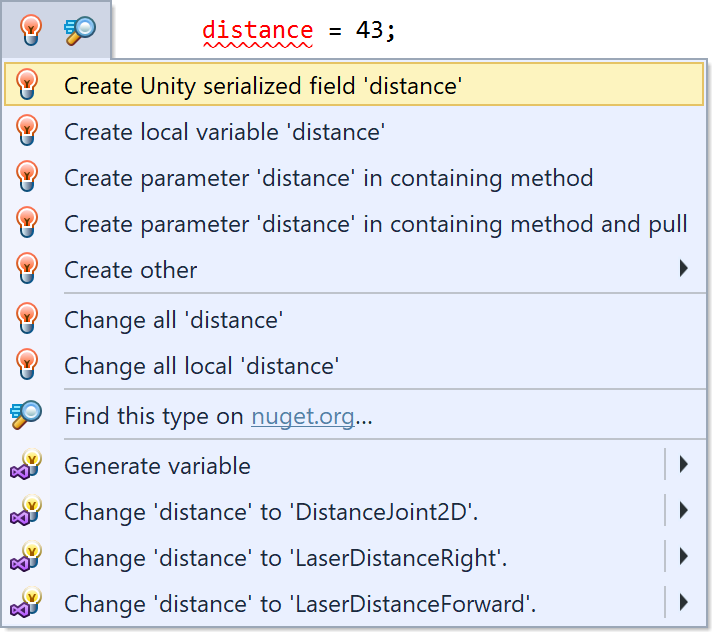 distance = 43;
Create Unity serialized field 'distance'
Create local variable 'distance'
Create parameter 'distance' in containing method
Create parameter 'distance' in containing method and pull
Create other
Change all 'distance'
Change all local 'distance'
Find this type on nuget.org...
Generate variable
Change 'distance' to 'DistanceJoint2D'.
Change 'distance' to 'LaserDistanceRight'.
Change 'distance' to 'LaserDistanceForward'.